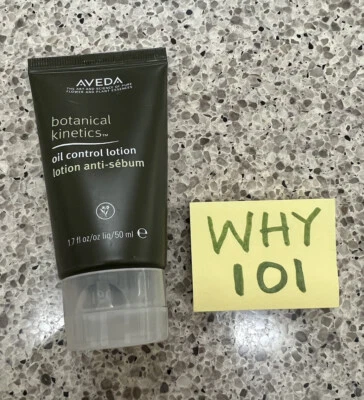 AVEDA
THE ART AND SCIENCE OF PURE
FLOWER AND PLANT ESSENCES
botanical
kinetics™
oil control lotion
lotion anti-sébum
1.7 fl oz/oz liq/50 ml ℮
WHY
101